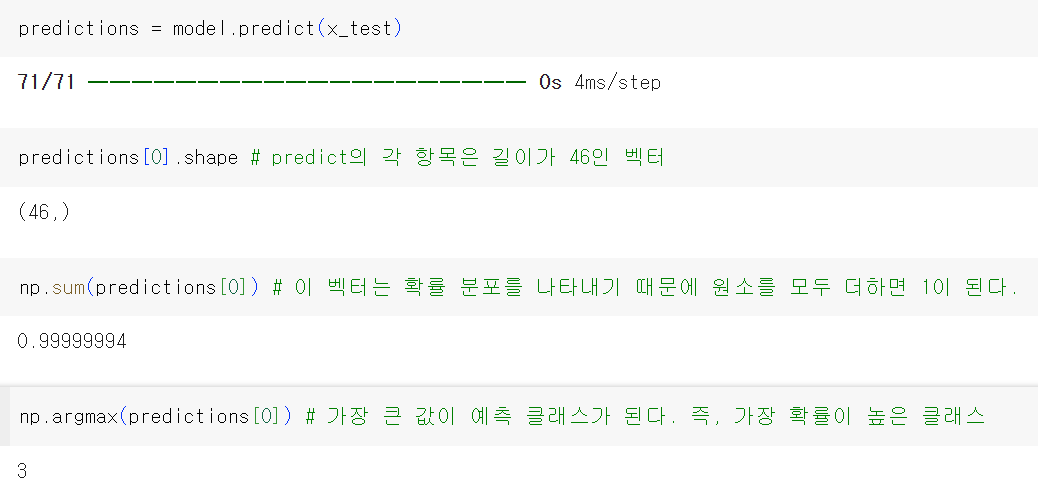 predictions = model.predict(x_test)
71/71 ━━━━━━━━━━━━━━━━━━━━ 0s 4ms/step
predictions[0].shape # predict의 각 항목은 길이가 46인 벡터
(46,)
np.sum(predictions[0]) # 이 벡터는 확률 분포를 나타내기 때문에 원소를 모두 더하면 1이 된다.
0.99999994
np.argmax(predictions[0]) # 가장 큰 값이 예측 클래스가 된다. 즉, 가장 확률이 높은 클래스
3